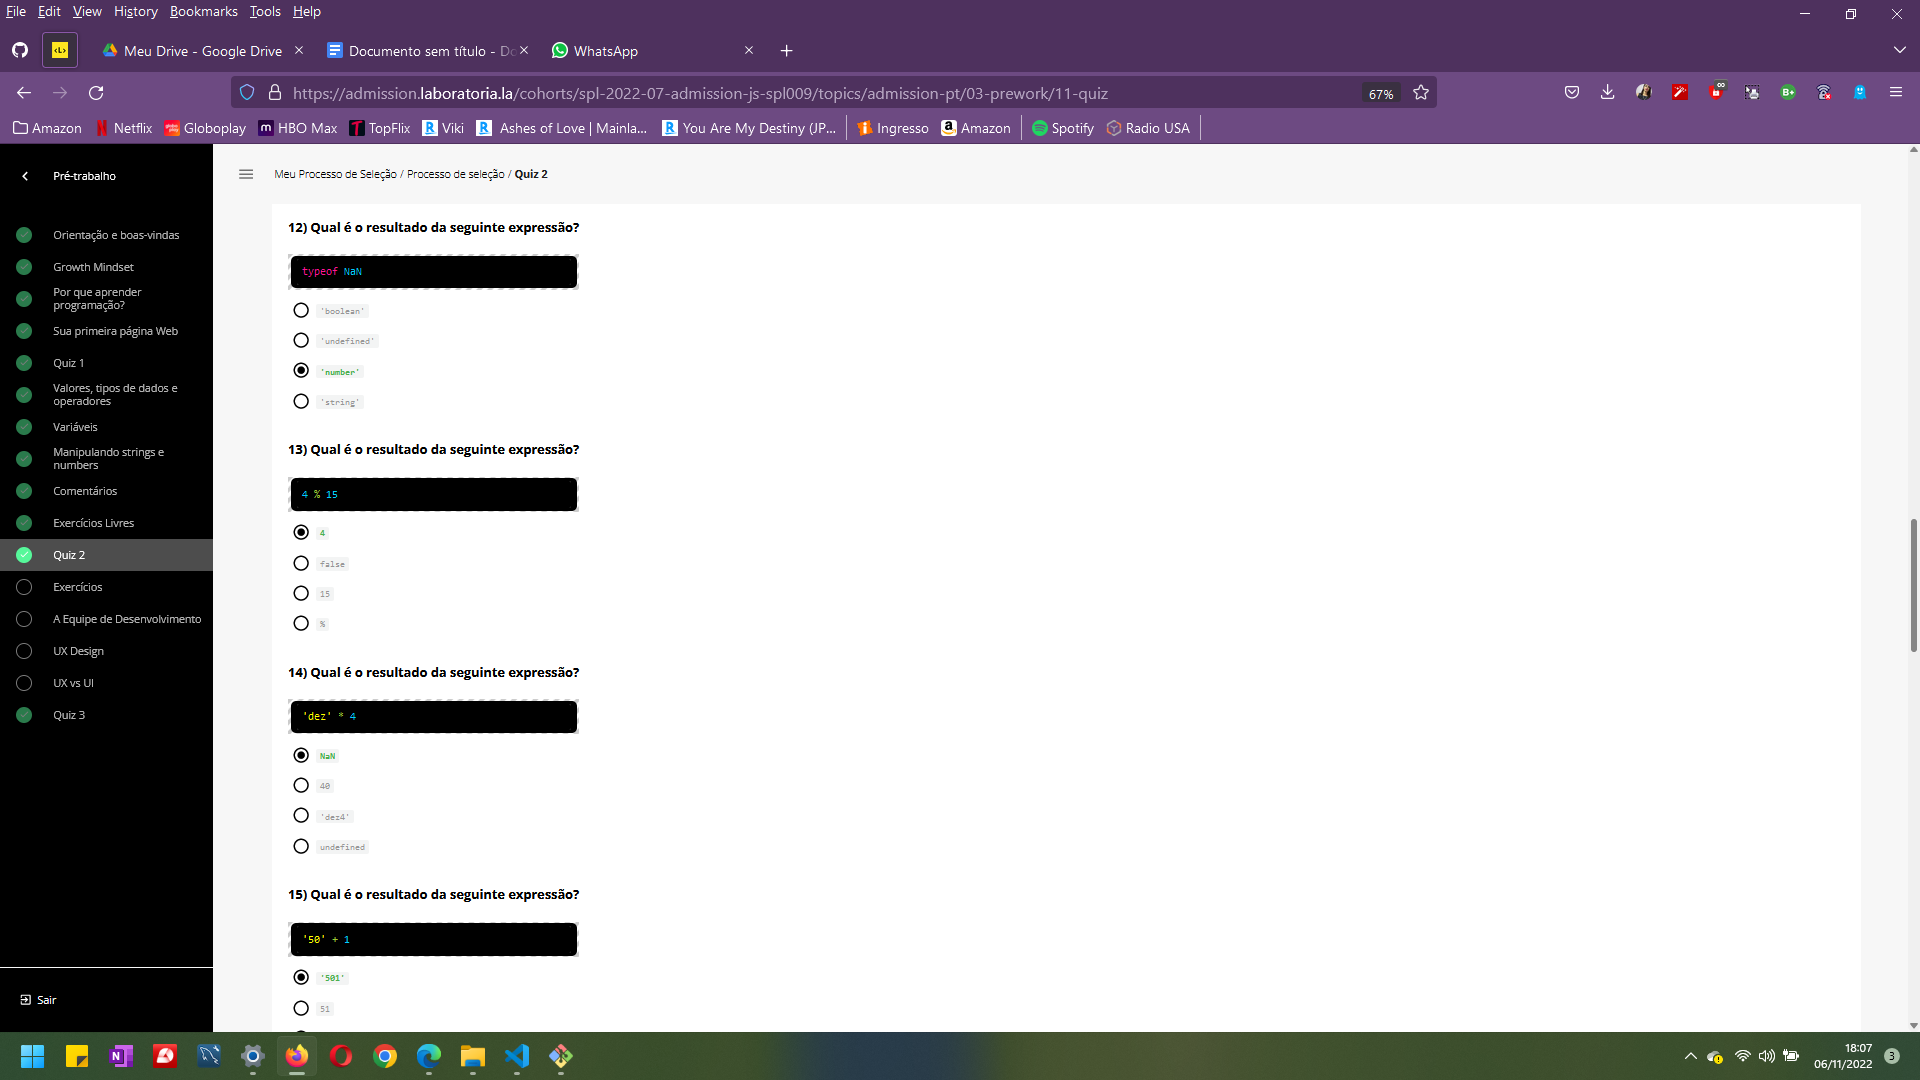 File Edit View History Bookmarks Tools Help
Meu Drive - Google Drive
Documento sem título - Do
WhatsApp
https://admission.laboratoria.la/cohorts/spl-2022-07-admission-js-spl009/topics/admission-pt/03-prework/11-quiz
67%
Amazon Netflix Globoplay HBO Max TopFlix Viki Ashes of Love | Mainla... You Are My Destiny (JP... Ingresso Amazon Spotify Radio USA
Pré-trabalho
Orientação e boas-vindas
Growth Mindset
Por que aprender
programação?
Sua primeira página Web
Quiz 1
Valores, tipos de dados e
operadores
Variáveis
Manipulando strings e
numbers
Comentários
Exercícios Livres
Quiz 2
Exercícios
A Equipe de Desenvolvimento
UX Design
UX vs UI
Quiz 3
Sair
Meu Processo de Seleção / Processo de seleção / Quiz 2
12) Qual é o resultado da seguinte expressão?
typeof NaN
'boolean'
'undefined'
'number'
'string'
13) Qual é o resultado da seguinte expressão?
4 % 15
4
false
15
%
14) Qual é o resultado da seguinte expressão?
'dez' * 4
NaN
40
'dez4'
undefined
15) Qual é o resultado da seguinte expressão?
'50' + 1
'501'
51
18:07
06/11/2022
3